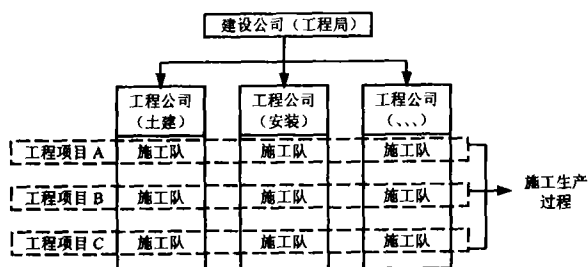 建设公司（工程局）
工程公司 工程公司 工程公司
（土建） （安装） （、、、）
工程项目 A 施工队 施工队 施工队
工程项目 B 施工队 施工队 施工队
施工生产
过程
工程项目 C 施工队 施工队 施工队